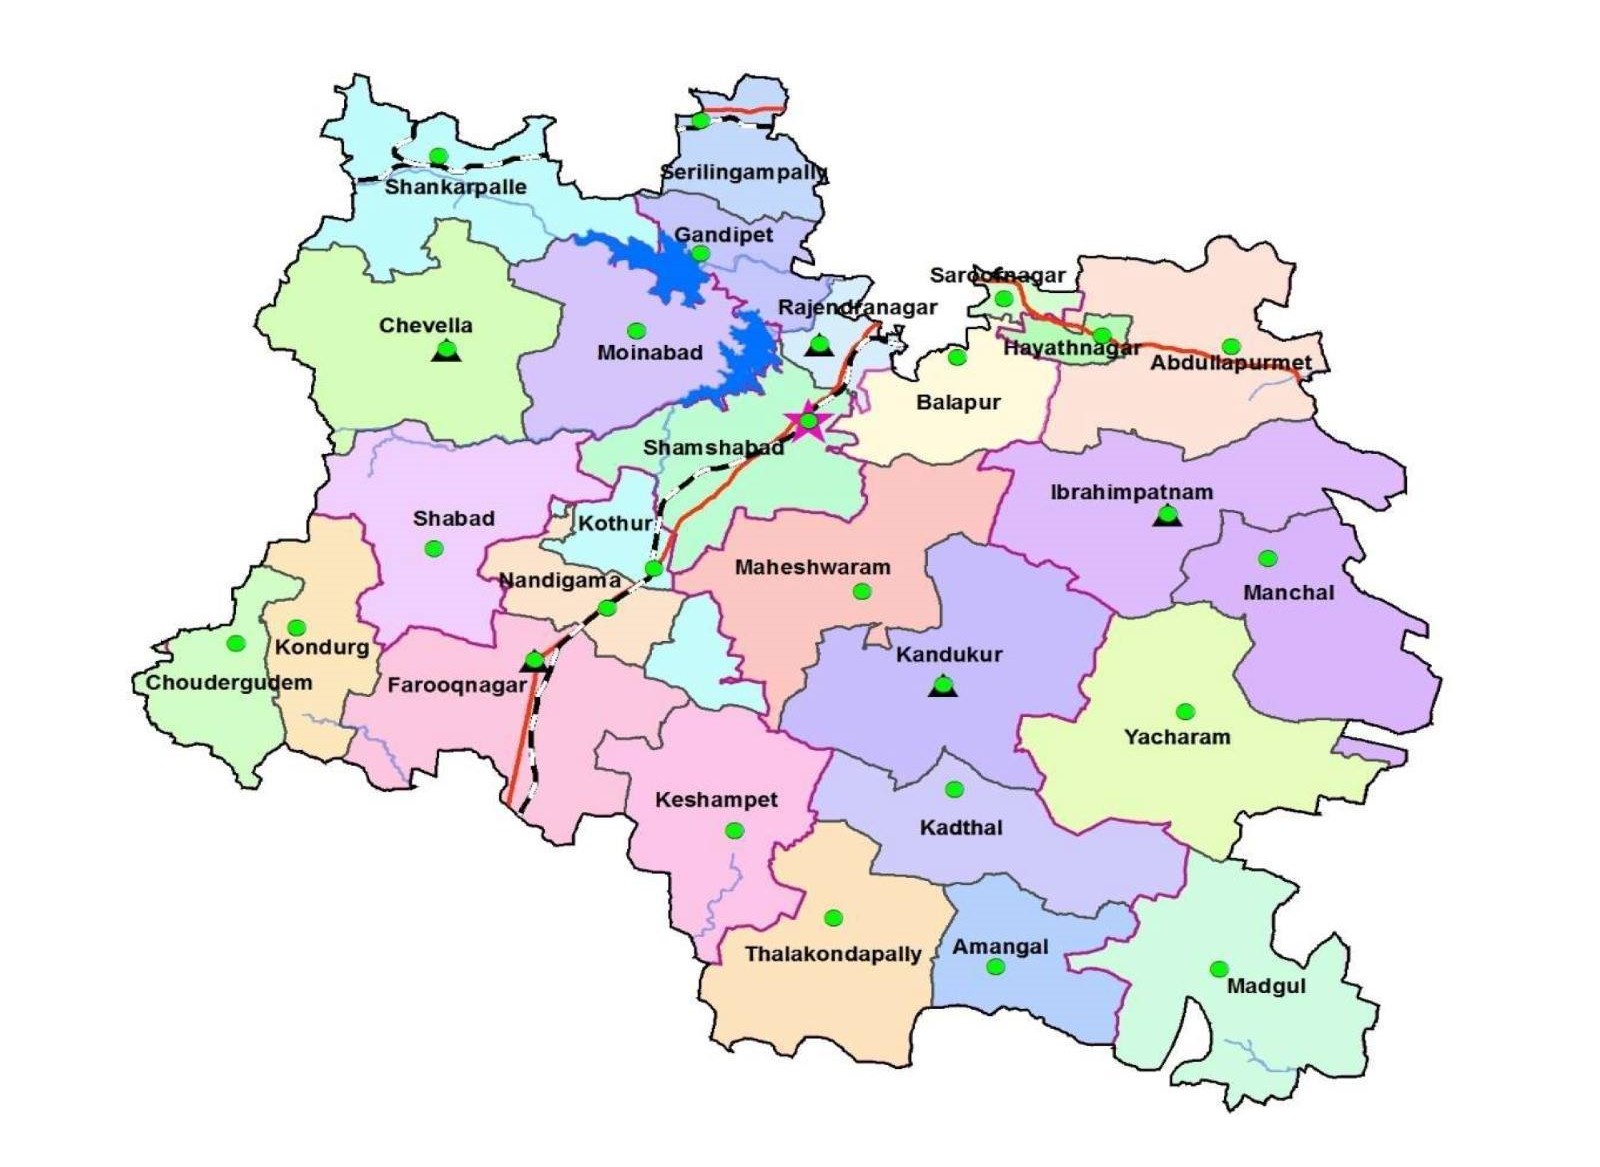 Shankarpalle
Serilingampally
Gandipet
Saroornagar
Rajendranagar
Chevella
Moinabad
Hayathnagar
Abdullapurmet
Balapur
Shamshabad
Ibrahimpatnam
Shabad
Kothur
Maheshwaram
Nandigama
Manchal
Kondurg
Kandukur
Choudergudem
Farooqnagar
Yacharam
Keshampet
Kadthal
Amangal
Thalakondapally
Madgul